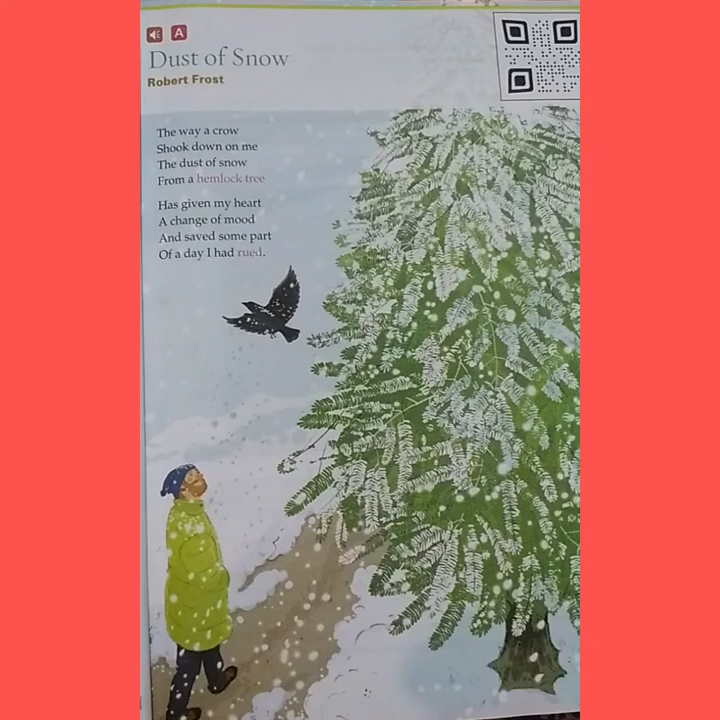 A
Dust of Snow
Robert Frost
The way a crow
Shook down on me
The dust of snow
From a hemlock tree
Has given my heart
A change of mood
And saved some part
Of a day I had rued.